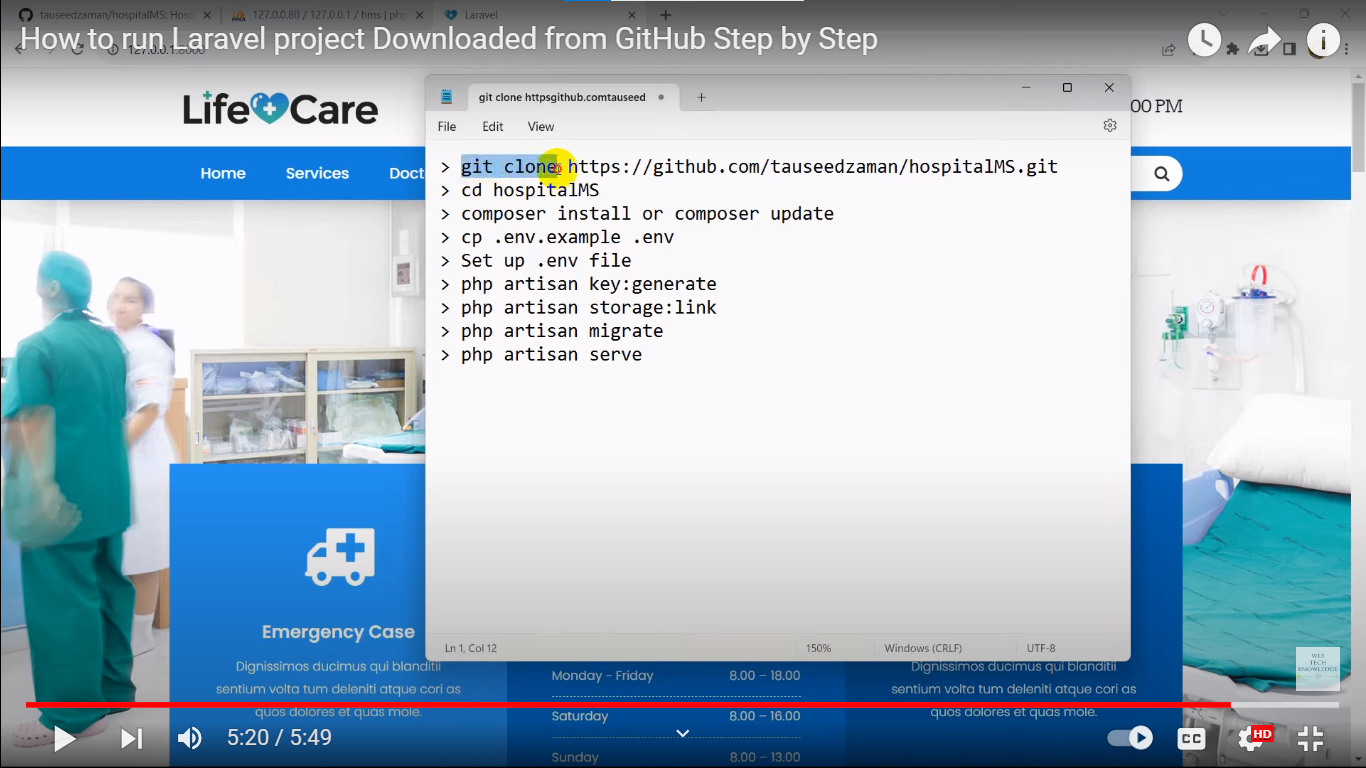 tauseedzaman/hospitalMS: Hosp
127.0.0.80 / 127.0.0.1 / hms | php
Laravel
How to run Laravel project Downloaded from GitHub Step by Step
127.0.0.1:8000
Life Care
00 PM
Home
Services
Doct
git clone httpsgithub.comtauseed
File
Edit
View
> git clone https://github.com/tauseedzaman/hospitalMS.git
> cd hospitalMS
> composer install or composer update
> cp .env.example .env
> Set up .env file
> php artisan key:generate
> php artisan storage:link
> php artisan migrate
> php artisan serve
Ln 1, Col 12
150%
Windows (CRLF)
UTF-8
Emergency Case
Dignissimos ducimus qui blanditii
sentium volta tum deleniti atque cori as
quos dolores et quas mole.
Monday - Friday 8.00 – 18.00
Saturday 8.00 – 16.00
Sunday 8.00 – 13.00
Dignissimos ducimus qui blanditii
sentium volta tum deleniti atque cori as
quos dolores et quas mole.
WEB
TECH
KNOWLEDGE
5:20 / 5:49
CC
HD